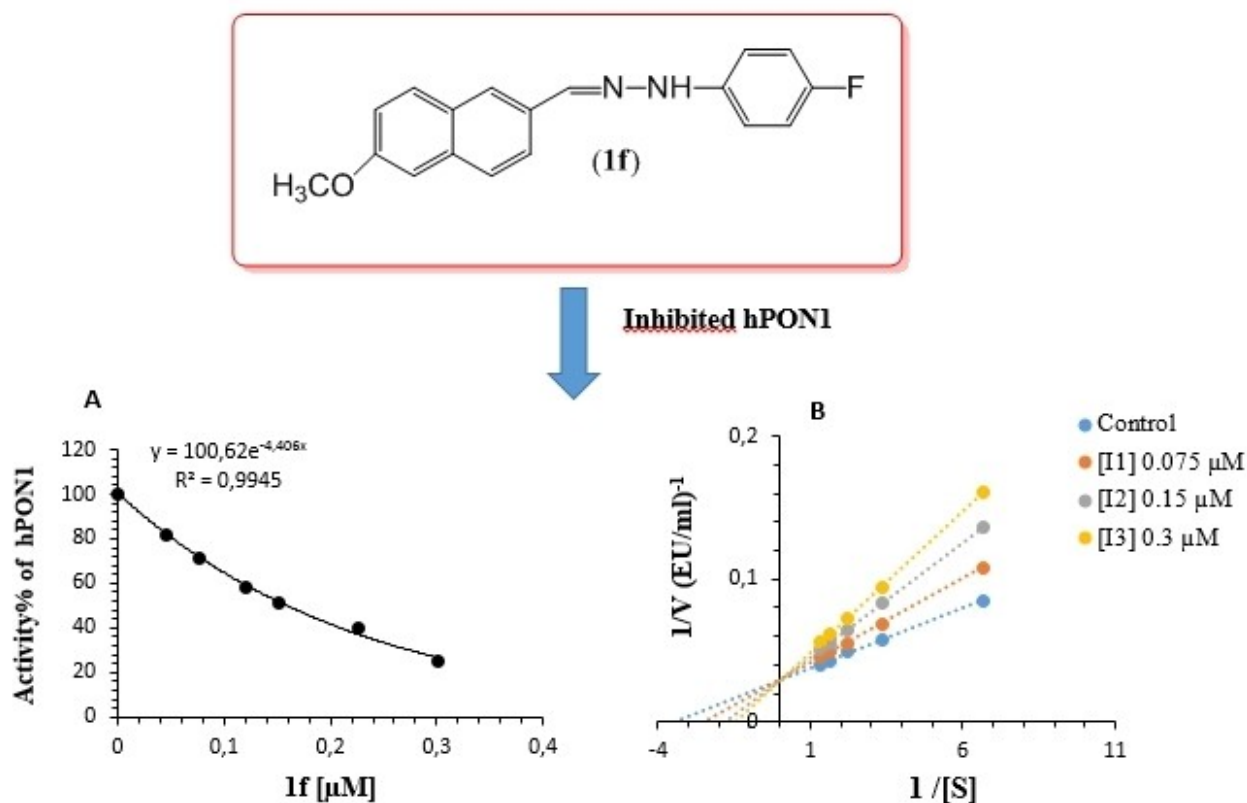 N
NH
F
H₃CO
(1f)
Inhibited hPON1
A
y = 100,62e⁻⁴,⁴⁰⁶ˣ
R² = 0,9945
120
100
80
60
40
20
0
Activity% of hPON1
0 0,1 0,2 0,3 0,4
1f [µM]
B
0,2
0,1
0
1/V (EU/ml)⁻¹
-4 1 6 11
1 /[S]
Control
[I1] 0.075 µM
[I2] 0.15 µM
[I3] 0.3 µM